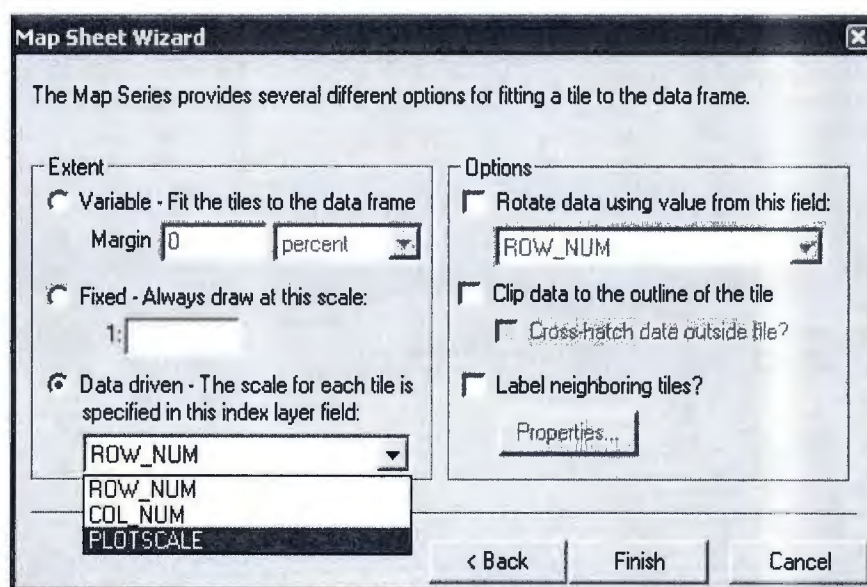 Map Sheet Wizard
The Map Series provides several different options for fitting a tile to the data frame.
Extent
Variable - Fit the tiles to the data frame
Margin 0 percent
Fixed - Always draw at this scale:
1:
Data driven - The scale for each tile is
specified in this index layer field:
ROW_NUM
ROW_NUM
COL_NUM
PLOTSCALE
Options
Rotate data using value from this field:
ROW_NUM
Clip data to the outline of the tile
Cross-hatch data outside tile?
Label neighboring tiles?
Properties...
< Back
Finish
Cancel